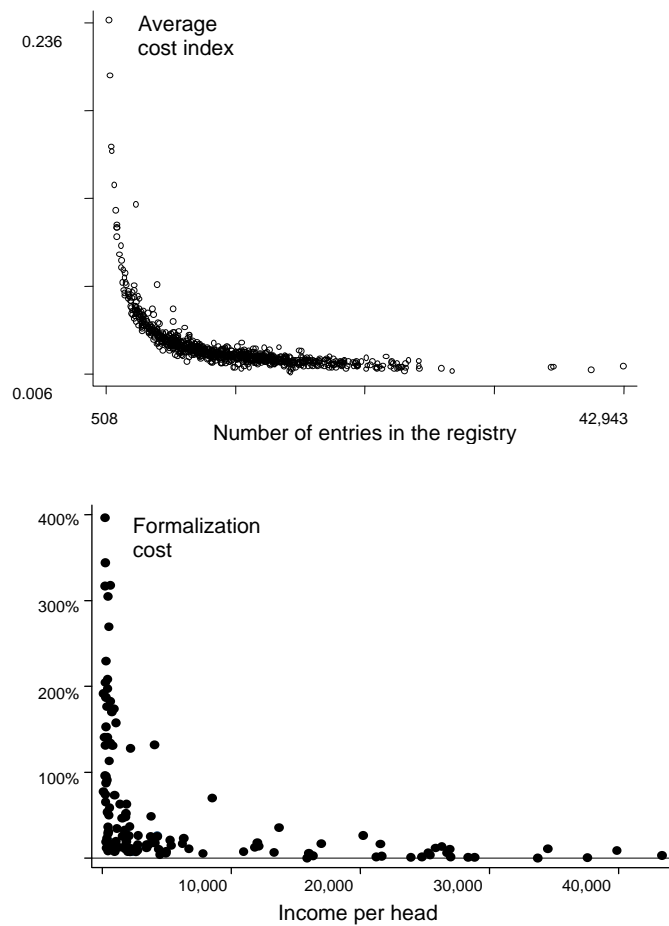 Average
cost index
0.236
0.006
508
42,943
Number of entries in the registry
400%
Formalization
cost
300%
200%
100%
10,000
20,000
30,000
40,000
Income per head